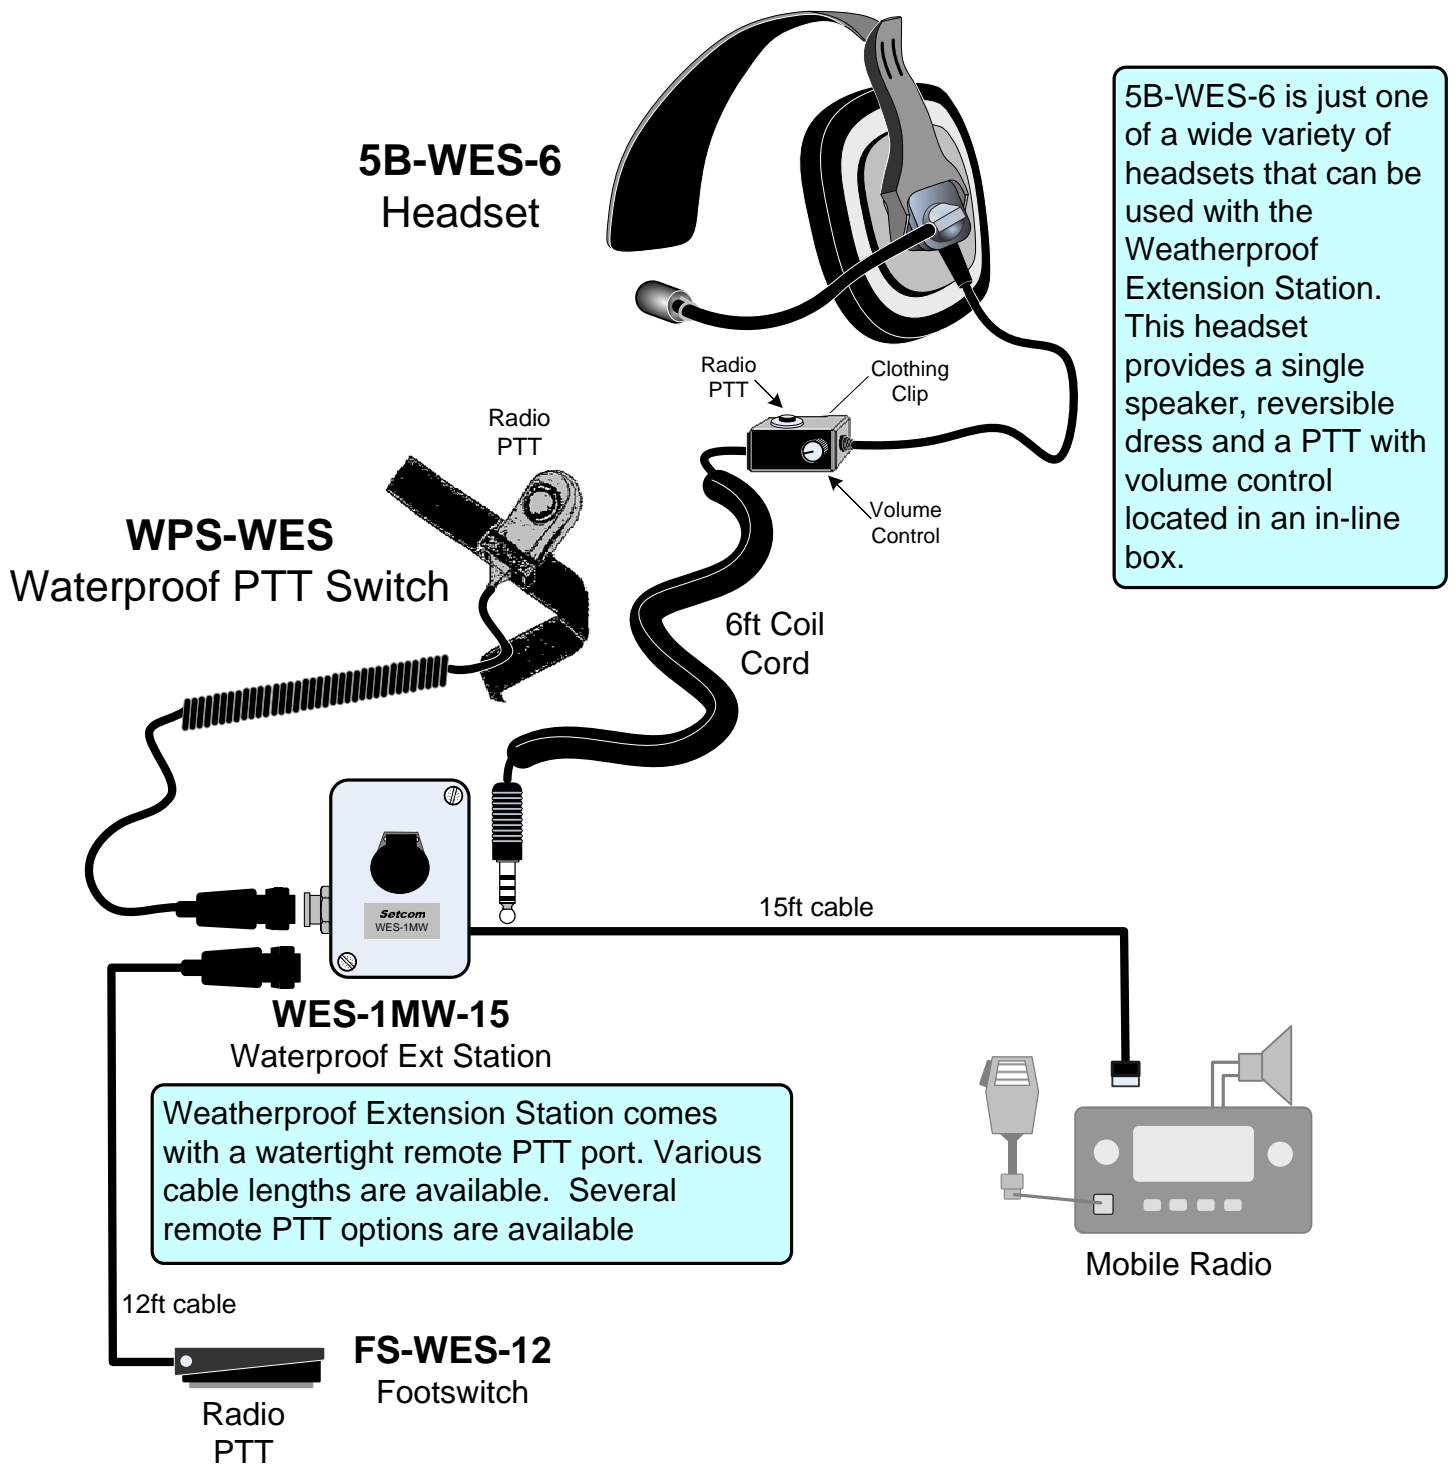 5B-WES-6
Headset
5B-WES-6 is just one
of a wide variety of
headsets that can be
used with the
Weatherproof
Extension Station.
This headset
provides a single
speaker, reversible
dress and a PTT with
volume control
located in an in-line
box.
Radio
PTT
Clothing
Clip
Volume
Control
Radio
PTT
WPS-WES
Waterproof PTT Switch
6ft Coil
Cord
Setcom
WES-1MW
15ft cable
WES-1MW-15
Waterproof Ext Station
Weatherproof Extension Station comes
with a watertight remote PTT port. Various
cable lengths are available.  Several
remote PTT options are available
Mobile Radio
12ft cable
FS-WES-12
Footswitch
Radio
PTT